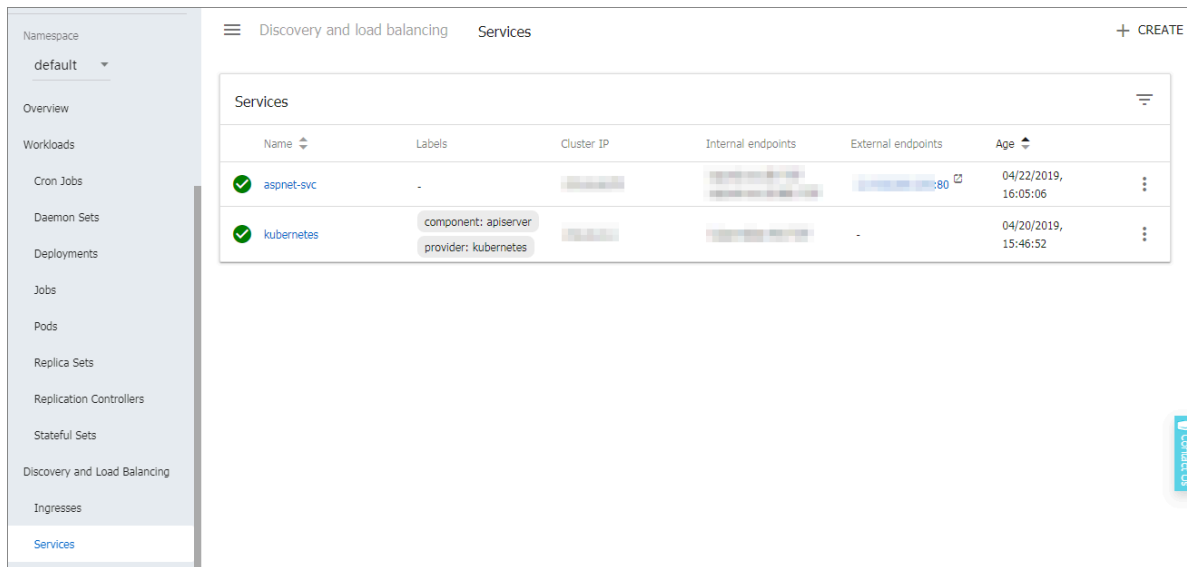 Namespace
default
Overview
Workloads
Cron Jobs
Daemon Sets
Deployments
Jobs
Pods
Replica Sets
Replication Controllers
Stateful Sets
Discovery and Load Balancing
Ingresses
Services
Discovery and load balancing Services
+ CREATE
Services
Name Labels Cluster IP Internal endpoints External endpoints Age
aspnet-svc - :80 04/22/2019,
16:05:06
kubernetes component: apiserver - 04/20/2019,
provider: kubernetes 15:46:52
Contact Us